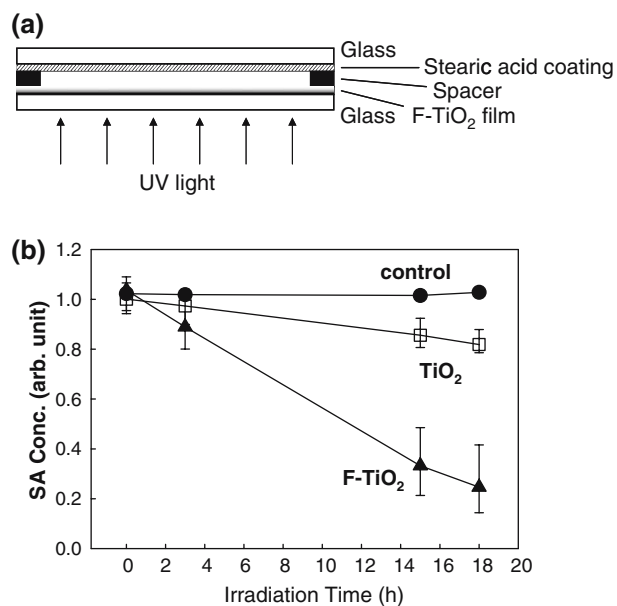 (a)
Glass
Stearic acid coating
Spacer
F-TiO₂ film
Glass
UV light
(b)
SA Conc. (arb. unit)
1.2
1.0
0.8
0.6
0.4
0.2
0.0
control
TiO₂
F-TiO₂
0 2 4 6 8 10 12 14 16 18 20
Irradiation Time (h)